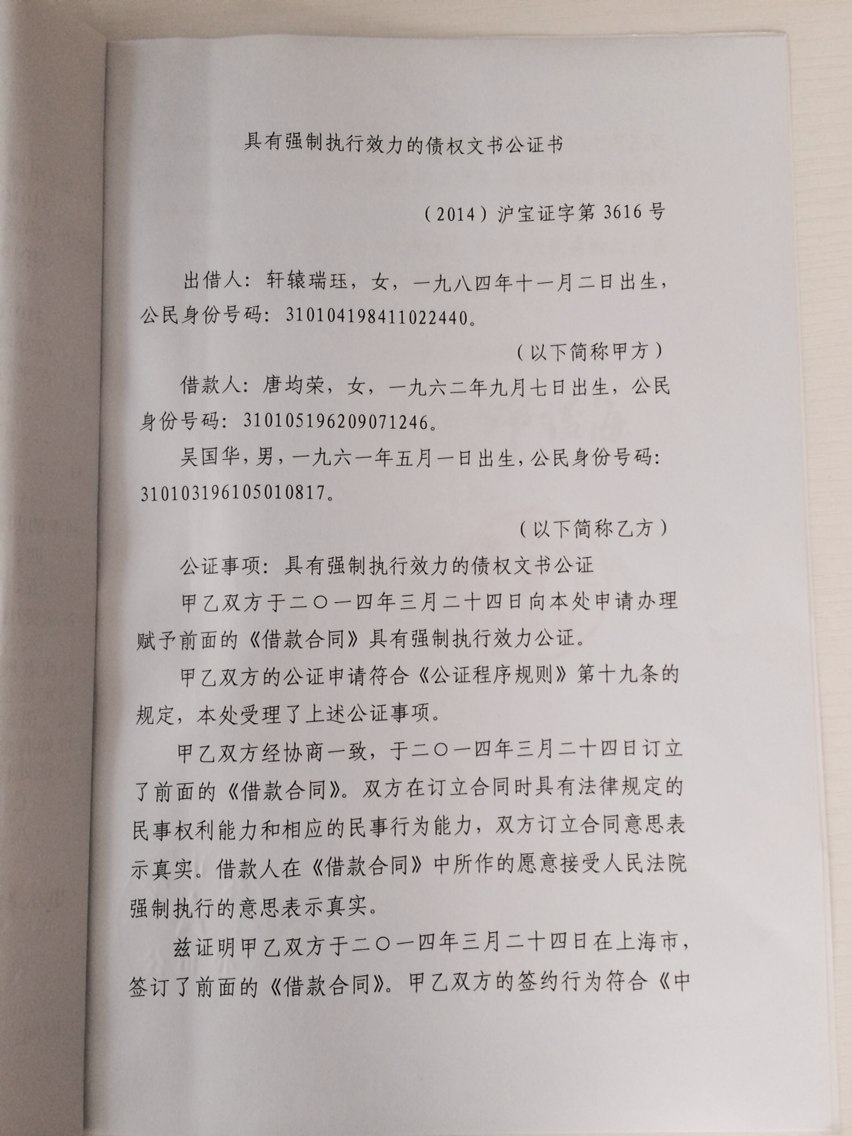 具有强制执行效力的债权文书公证书
（2014）沪宝证字第 3616 号
出借人：轩辕瑞珏，女，一九八四年十一月二日出生，
公民身份号码：310104198411022440。
（以下简称甲方）
借款人：唐均荣，女，一九六二年九月七日出生，公民
身份号码：310105196209071246。
吴国华，男，一九六一年五月一日出生，公民身份号码：
310103196105010817。
（以下简称乙方）
公证事项：具有强制执行效力的债权文书公证
甲乙双方于二〇一四年三月二十四日向本处申请办理
赋予前面的《借款合同》具有强制执行效力公证。
甲乙双方的公证申请符合《公证程序规则》第十九条的
规定，本处受理了上述公证事项。
甲乙双方经协商一致，于二〇一四年三月二十四日订立
了前面的《借款合同》。双方在订立合同时具有法律规定的
民事权利能力和相应的民事行为能力，双方订立合同意思表
示真实。借款人在《借款合同》中所作的愿意接受人民法院
强制执行的意思表示真实。
兹证明甲乙双方于二〇一四年三月二十四日在上海市，
签订了前面的《借款合同》。甲乙双方的签约行为符合《中